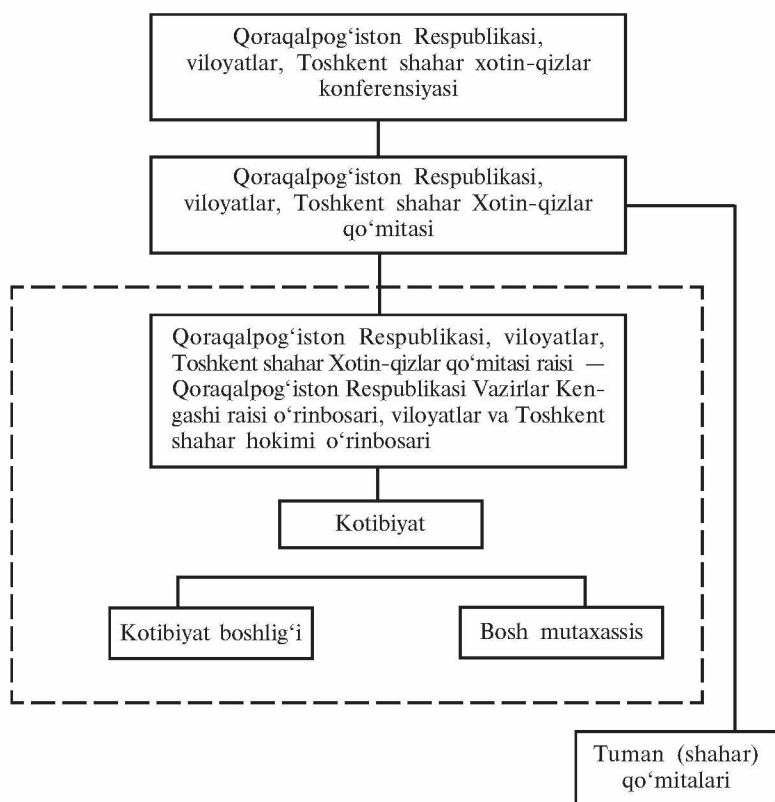 Qoraqalpog‘iston Respublikasi,
viloyatlar, Toshkent shahar xotin-qizlar
konferensiyasi
Qoraqalpog‘iston Respublikasi,
viloyatlar, Toshkent shahar Xotin-qizlar
qo‘mitasi
Qoraqalpog‘iston Respublikasi, viloyatlar,
Toshkent shahar Xotin-qizlar qo‘mitasi raisi —
Qoraqalpog‘iston Respublikasi Vazirlar Ken-
gashi raisi o‘rinbosari, viloyatlar va Toshkent
shahar hokimi o‘rinbosari
Kotibiyat
Kotibiyat boshlig‘i
Bosh mutaxassis
Tuman (shahar)
qo‘mitalari